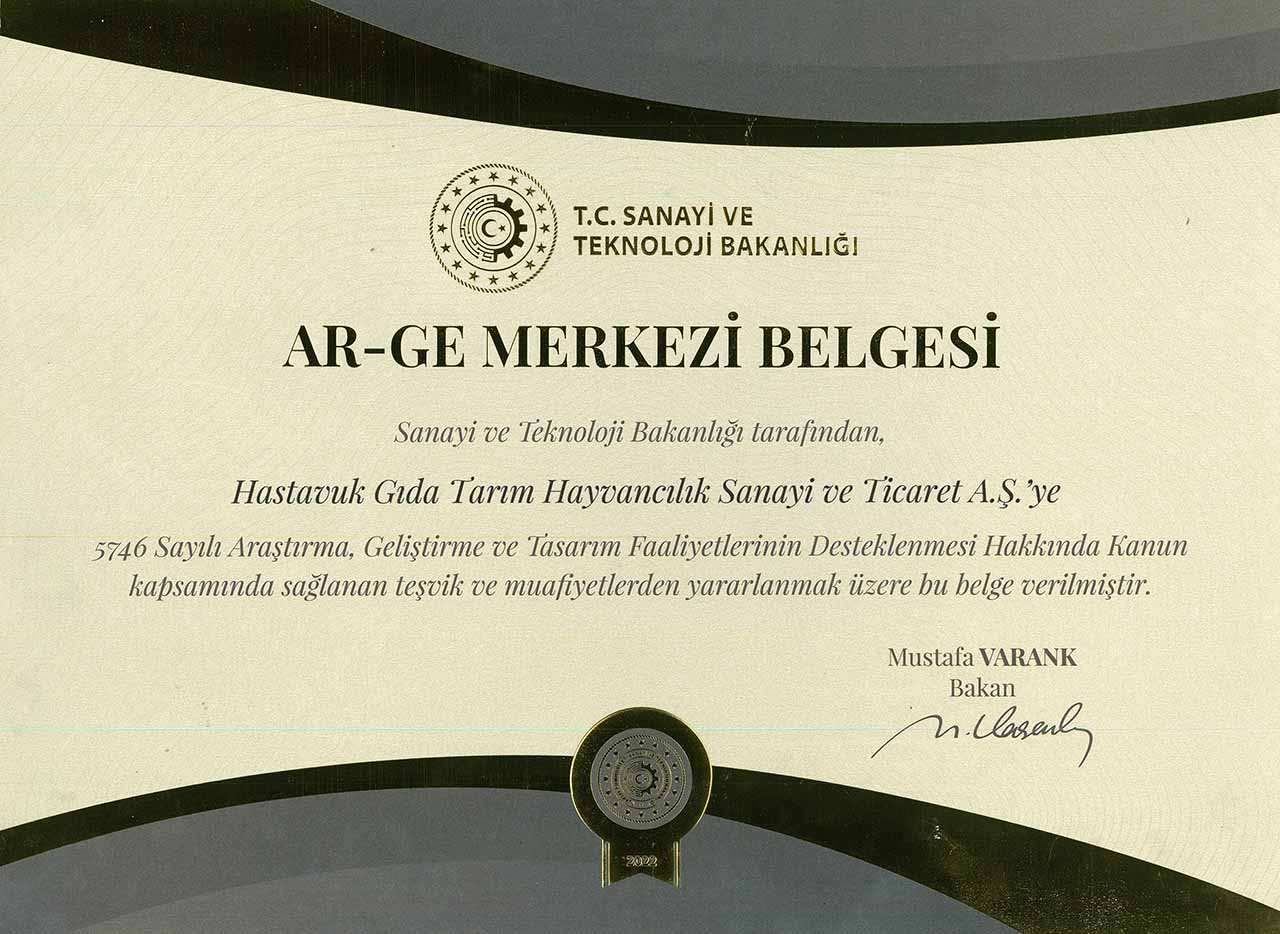 T.C. SANAYİ VE
TEKNOLOJİ BAKANLIĞI
AR-GE MERKEZİ BELGESİ
Sanayi ve Teknoloji Bakanlığı tarafından,
Hastavuk Gıda Tarım Hayvancılık Sanayi ve Ticaret A.Ş.'ye
5746 Sayılı Araştırma, Geliştirme ve Tasarım Faaliyetlerinin Desteklenmesi Hakkında Kanun
kapsamında sağlanan teşvik ve muafiyetlerden yararlanmak üzere bu belge verilmiştir.
Mustafa VARANK
Bakan
2022